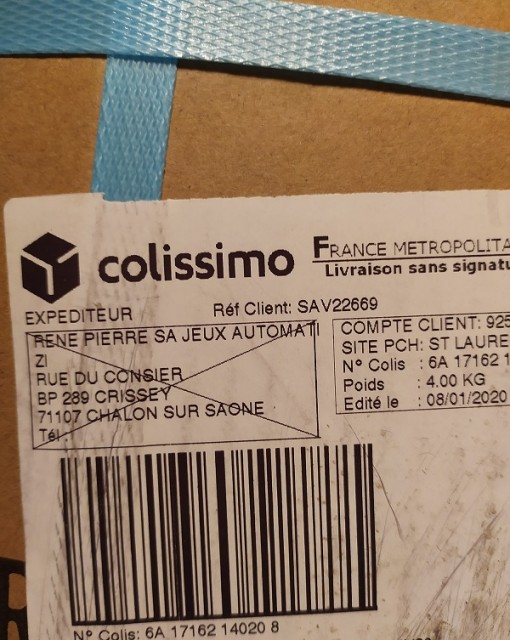 colissimo
FRANCE METROPOLITA
Livraison sans signatu
EXPEDITEUR
Réf Client: SAV22669
RENE PIERRE SA JEUX AUTOMATI
ZI
RUE DU CONSIER
BP 289 CRISSEY
71107 CHALON SUR SAONE
Tél :
COMPTE CLIENT: 925
SITE PCH: ST LAURE
N° Colis : 6A 17162 1
Poids : 4.00 KG
Edité le : 08/01/2020
N° Colis: 6A 17162 14020 8